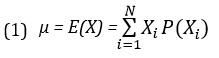 (1) μ = E(X) = ∑_{i=1}^{N} X_i P(X_i)